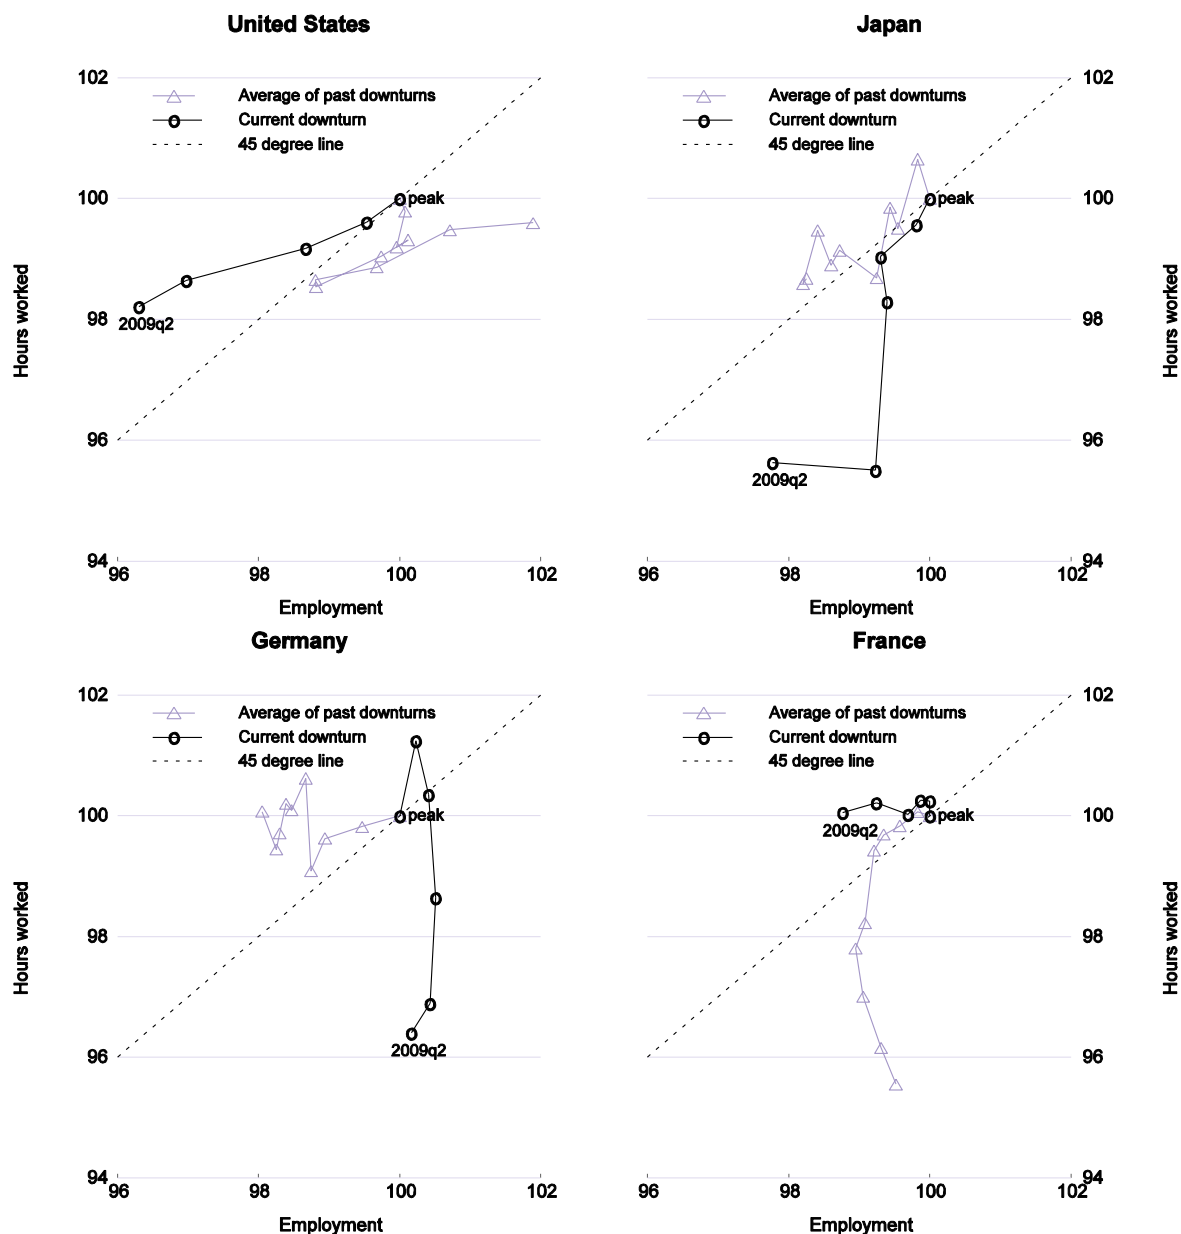 United States
102
Average of past downturns
Current downturn
45 degree line
100
peak
98
2009q2
96
94
96 98 100 102
Hours worked
Employment
Japan
102
Average of past downturns
Current downturn
45 degree line
100
peak
98
96
2009q2
94
96 98 100 102
Hours worked
Employment
Germany
102
Average of past downturns
Current downturn
45 degree line
100
peak
98
96
2009q2
94
96 98 100 102
Hours worked
Employment
France
102
Average of past downturns
Current downturn
45 degree line
100
peak
2009q2
98
96
94
96 98 100 102
Hours worked
Employment